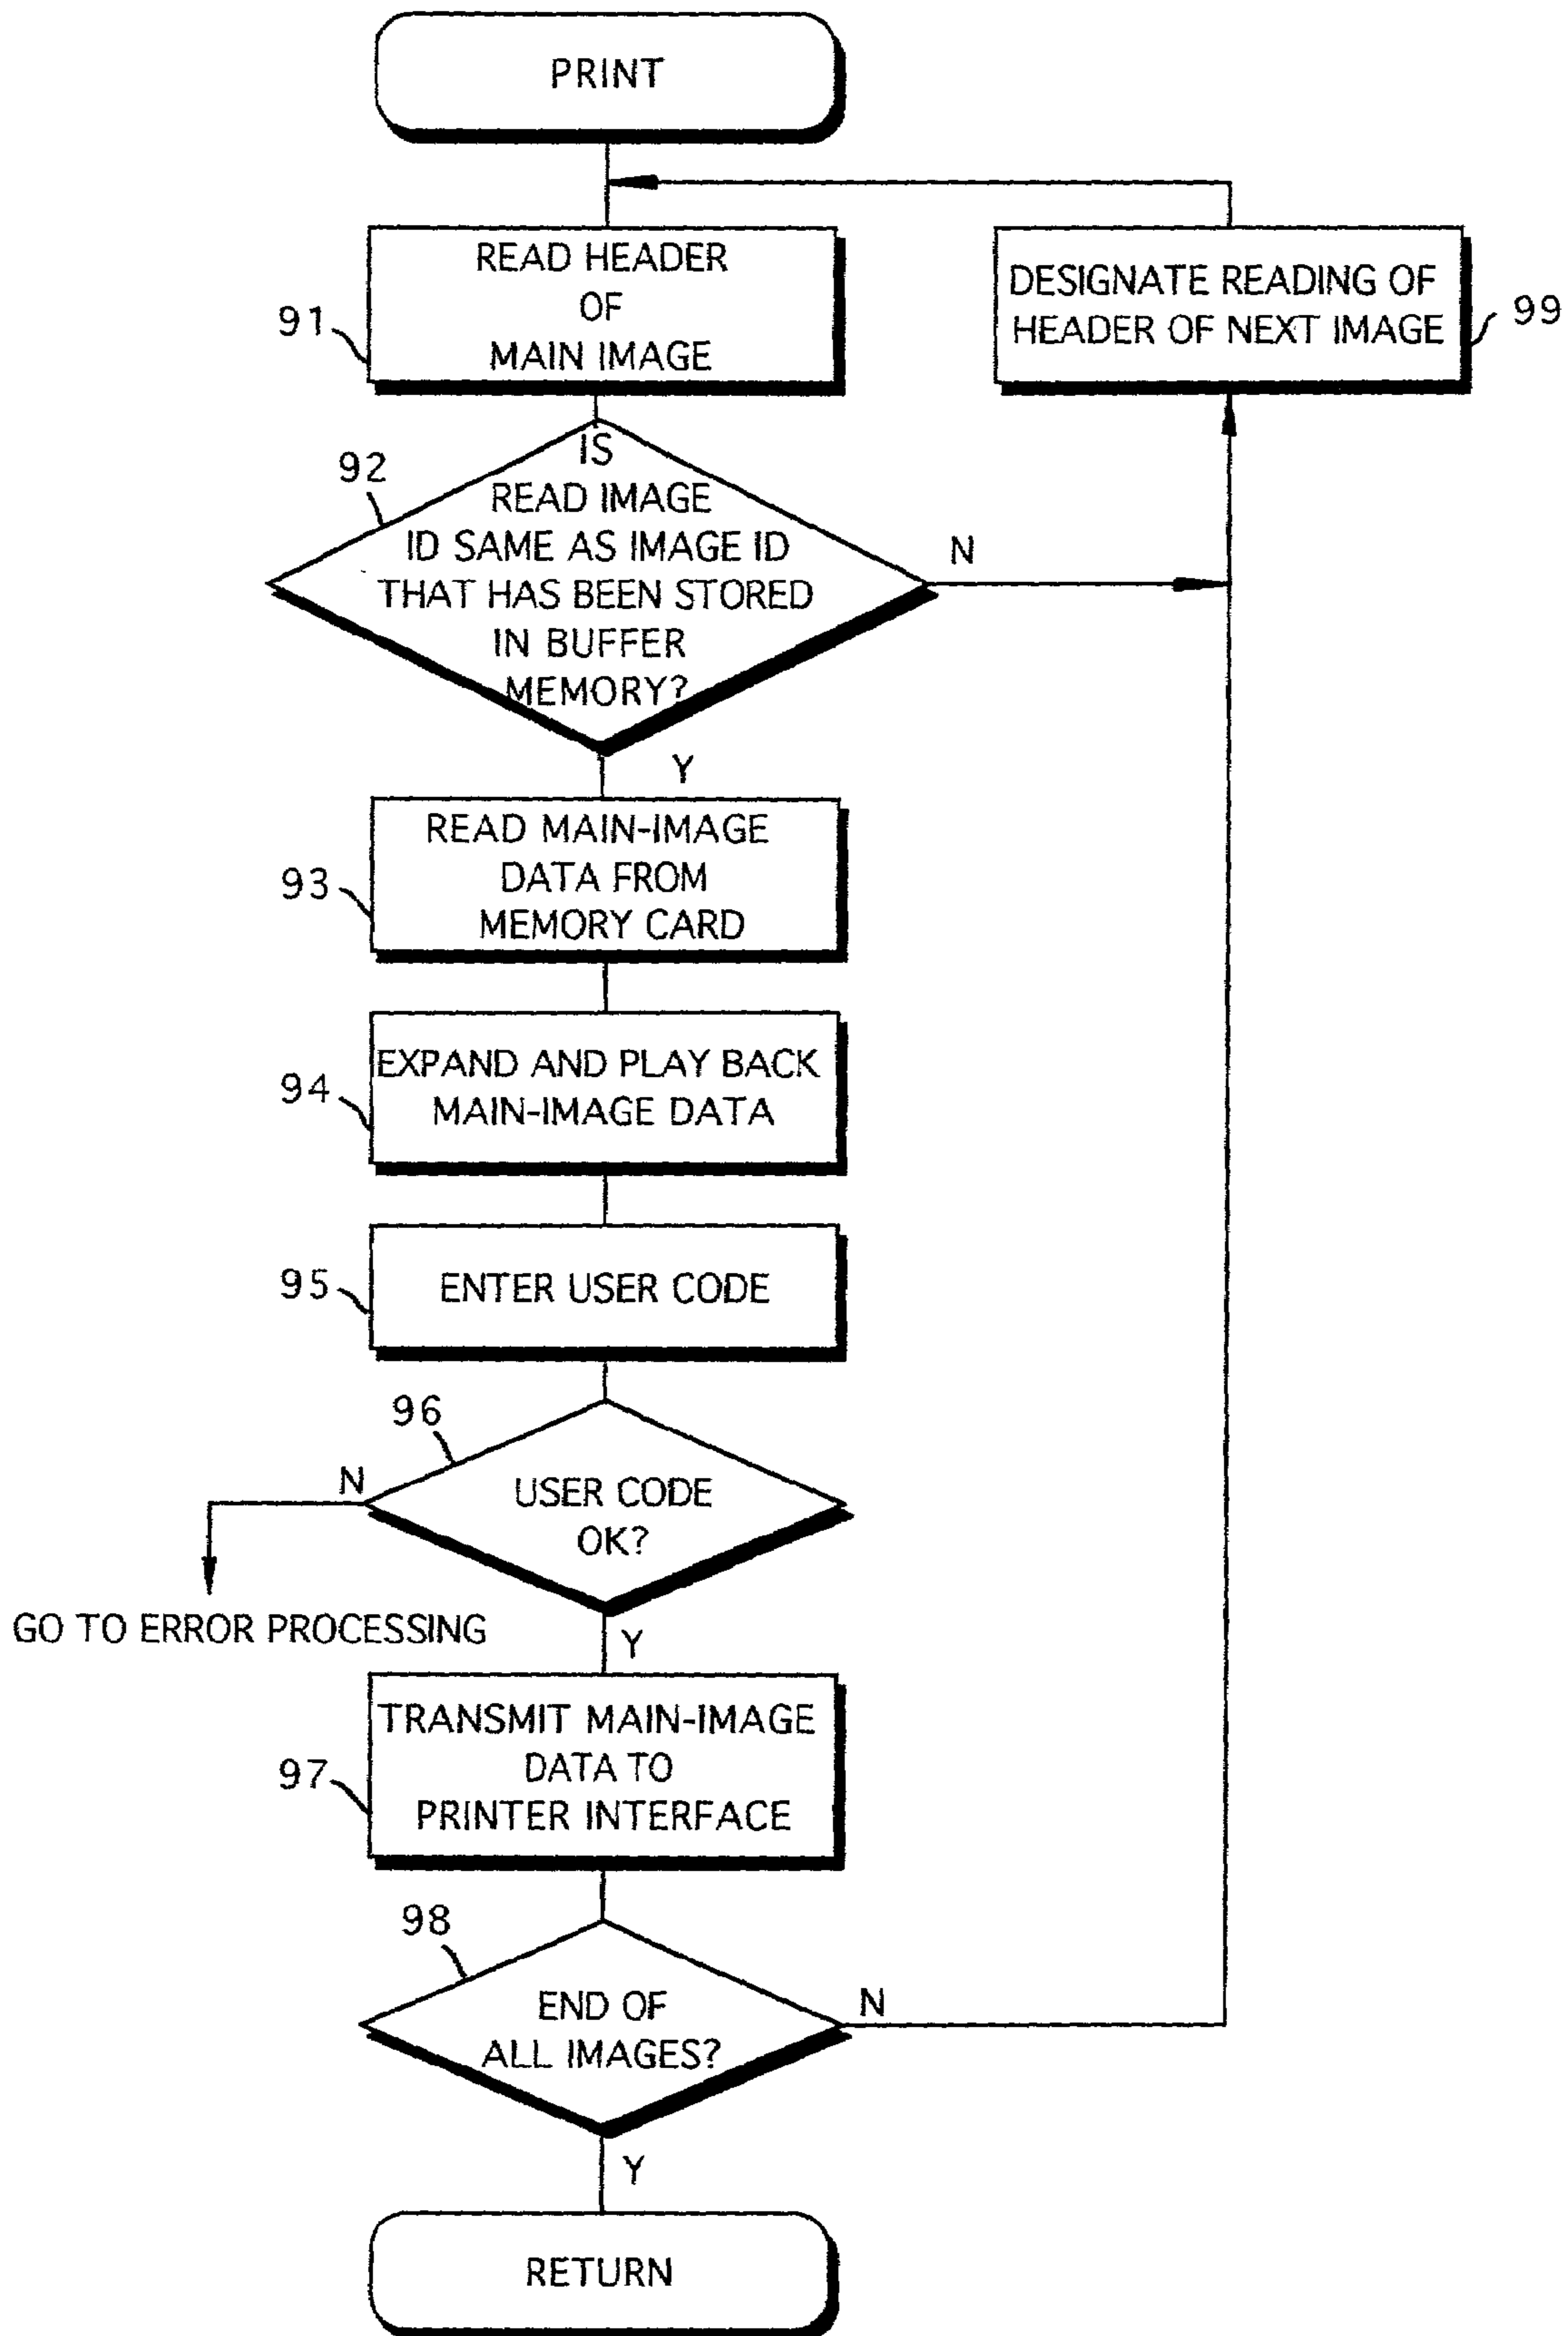 PRINT
READ HEADER
OF
MAIN IMAGE
91
DESIGNATE READING OF
HEADER OF NEXT IMAGE
99
92
IS
READ IMAGE
ID SAME AS IMAGE ID
THAT HAS BEEN STORED
IN BUFFER
MEMORY?
N
Y
READ MAIN-IMAGE
DATA FROM
MEMORY CARD
93
EXPAND AND PLAY BACK
MAIN-IMAGE DATA
94
ENTER USER CODE
95
96
N
USER CODE
OK?
GO TO ERROR PROCESSING
Y
TRANSMIT MAIN-IMAGE
DATA TO
PRINTER INTERFACE
97
98
END OF
ALL IMAGES?
N
Y
RETURN